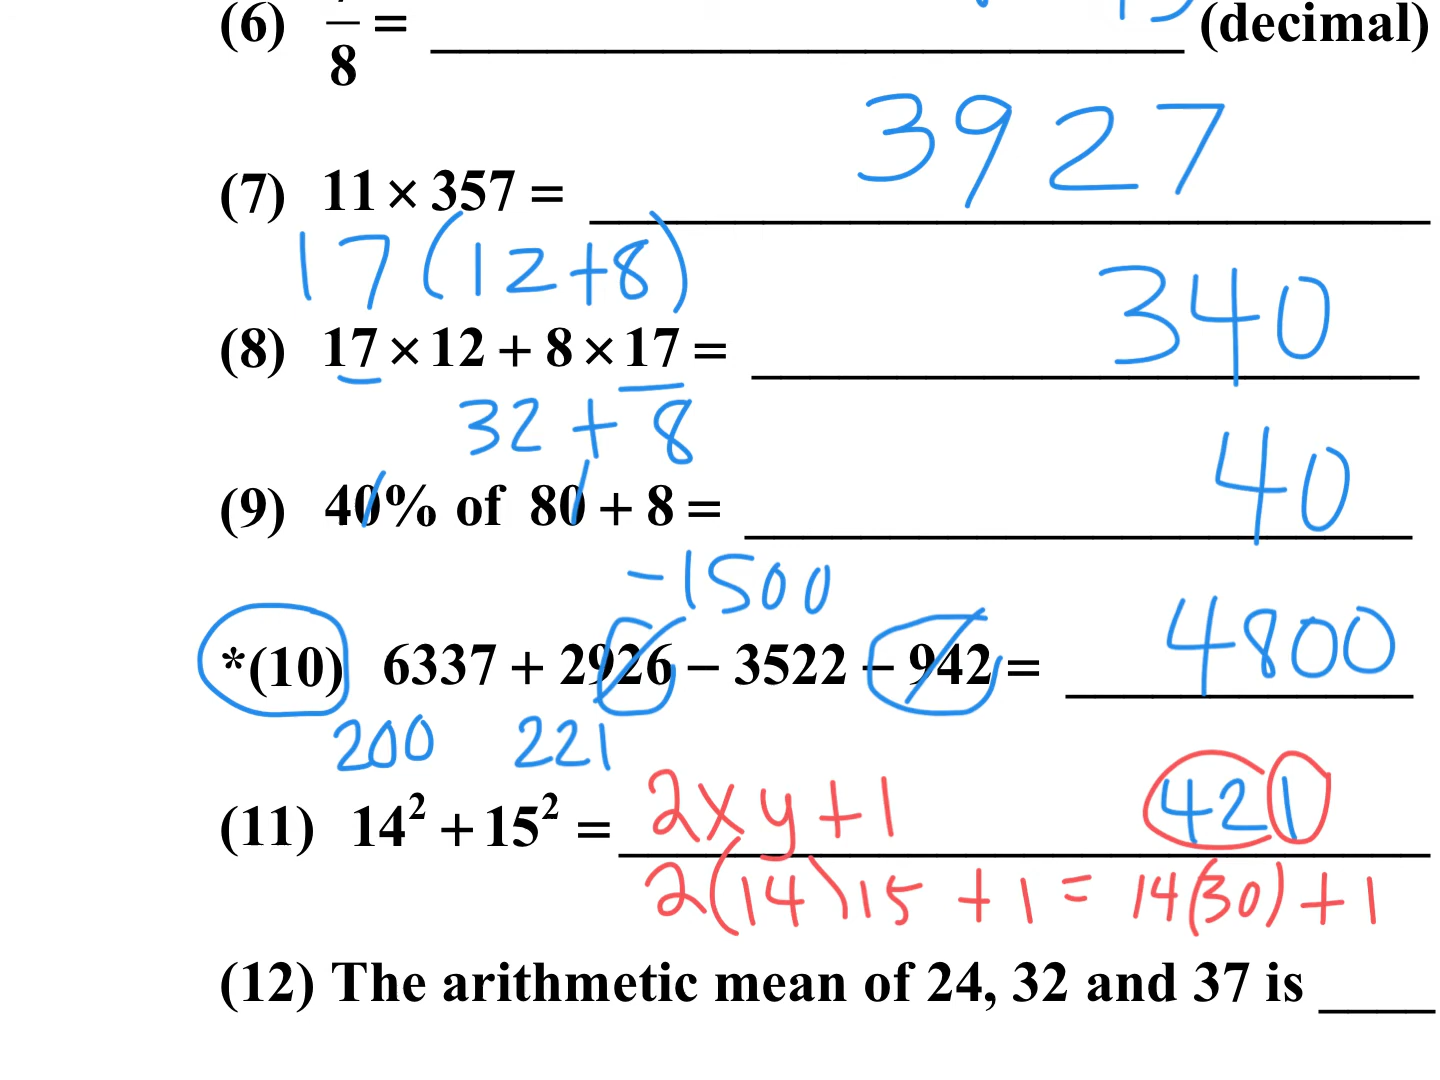 (6) /8 = (decimal)
3927
(7) 11 × 357 =
17(12+8)
340
(8) 17 × 12 + 8 × 17 =
32 + 8
40
(9) 40% of 80 + 8 =
-1500
4800
*(10) 6337 + 2926 − 3522 − 942 =
200 221
2xy+1 421
(11) 14² + 15² =
2(14)15 + 1 = 14(30) + 1
(12) The arithmetic mean of 24, 32 and 37 is